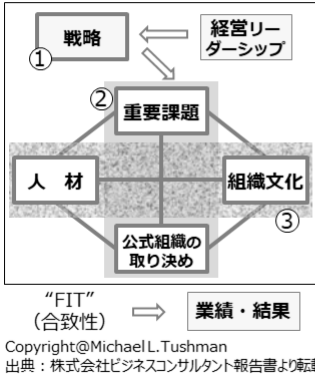 戦略
経営リー
ダーシップ
①
②
重要課題
人 材
組織文化
③
公式組織の
取り決め
“FIT”
(合致性)
業績・結果
Copyright@Michael L.Tushman
出典：株式会社ビジネスコンサルタント報告書より転